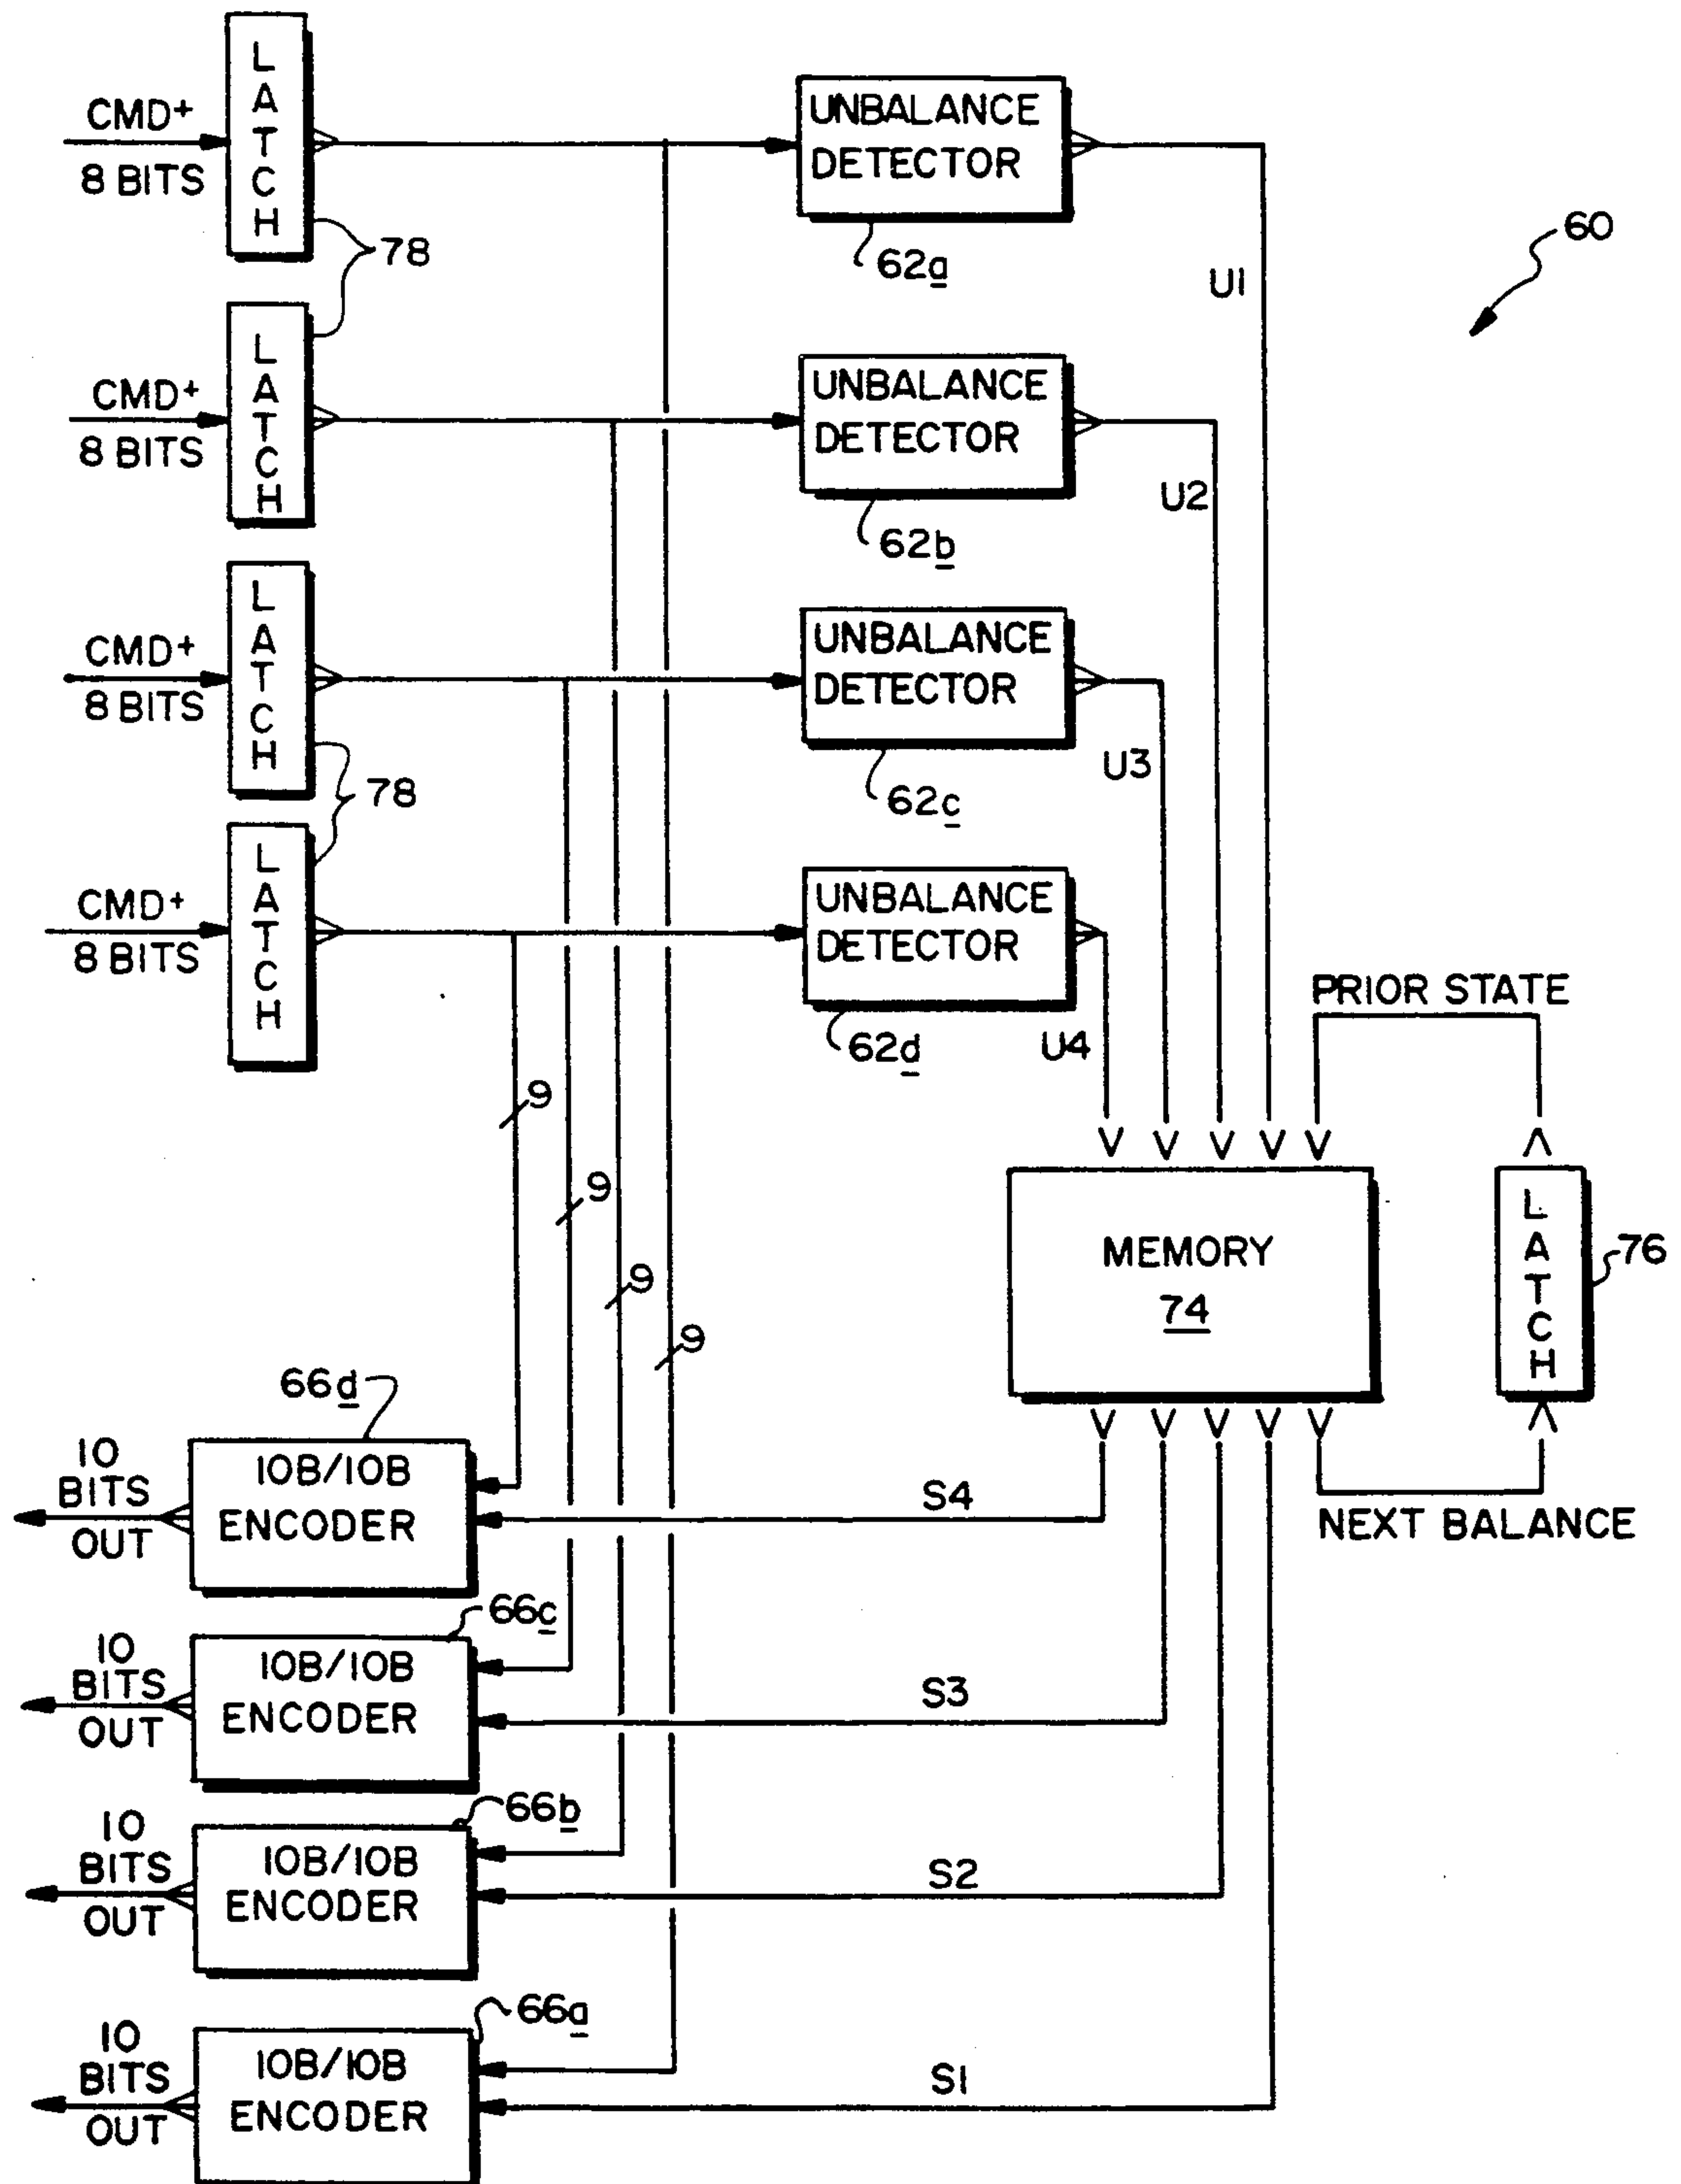 LATCH
CMD+
8 BITS
UNBALANCE
DETECTOR
62a
78
60
U1
LATCH
CMD+
8 BITS
UNBALANCE
DETECTOR
62b
U2
LATCH
CMD+
8 BITS
UNBALANCE
DETECTOR
62c
U3
78
LATCH
CMD+
8 BITS
UNBALANCE
DETECTOR
62d
U4
PRIOR STATE
9
9
9
9
MEMORY
74
LATCH
76
66d
10
BITS
OUT
10B/10B
ENCODER
S4
NEXT BALANCE
66c
10
BITS
OUT
10B/10B
ENCODER
S3
66b
10
BITS
OUT
10B/10B
ENCODER
S2
66a
10
BITS
OUT
10B/10B
ENCODER
S1